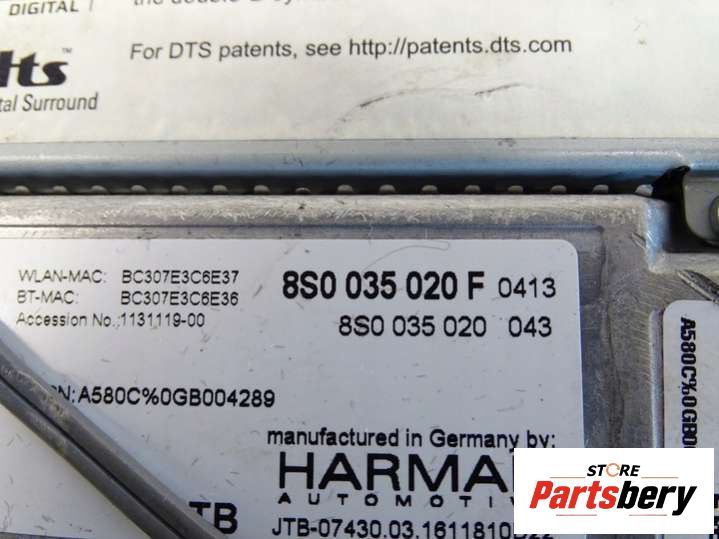 DIGITAL
For DTS patents, see http://patents.dts.com
dts™
tal Surround
WLAN-MAC: BC307E3C6E37
BT-MAC: BC307E3C6E36
Accession No.:1131119-00
8S0 035 020 F 0413
8S0 035 020 043
N:A580C%0GB004289
manufactured in Germany by:
HARMA
AUTOMOTIV
TB
JTB-07430.03.1611810
A580C%0GB00
STORE
Partsbery